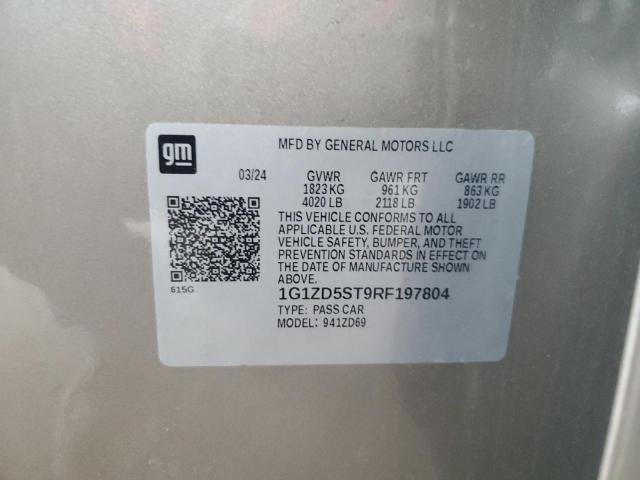 gm
MFD BY GENERAL MOTORS LLC
03/24 GVWR GAWR FRT GAWR RR
1823 KG 961 KG 863 KG
4020 LB 2118 LB 1902 LB
THIS VEHICLE CONFORMS TO ALL
APPLICABLE U.S. FEDERAL MOTOR
VEHICLE SAFETY, BUMPER, AND THEFT
PREVENTION STANDARDS IN EFFECT ON
THE DATE OF MANUFACTURE SHOWN
ABOVE.
615G
1G1ZD5ST9RF197804
TYPE: PASS CAR
MODEL: 941ZD69